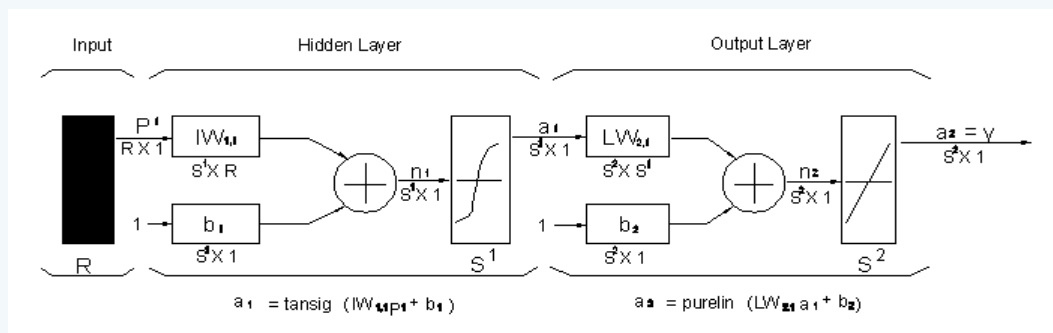 Input Hidden Layer Output Layer
P¹ IW₁,₁ a₁ LW₂,₁ a₂ = y
R X 1 S¹ X 1 S² X 1
S¹X R n₁ S² X S¹ n₂
S¹ X 1 S² X 1
1 b₁ 1 b₂
S¹ X 1 S² X 1
R S¹ S²
a₁ = tansig (IW₁,₁p₁ + b₁) a₂ = purelin (LW₂,₁ a₁ + b₂)